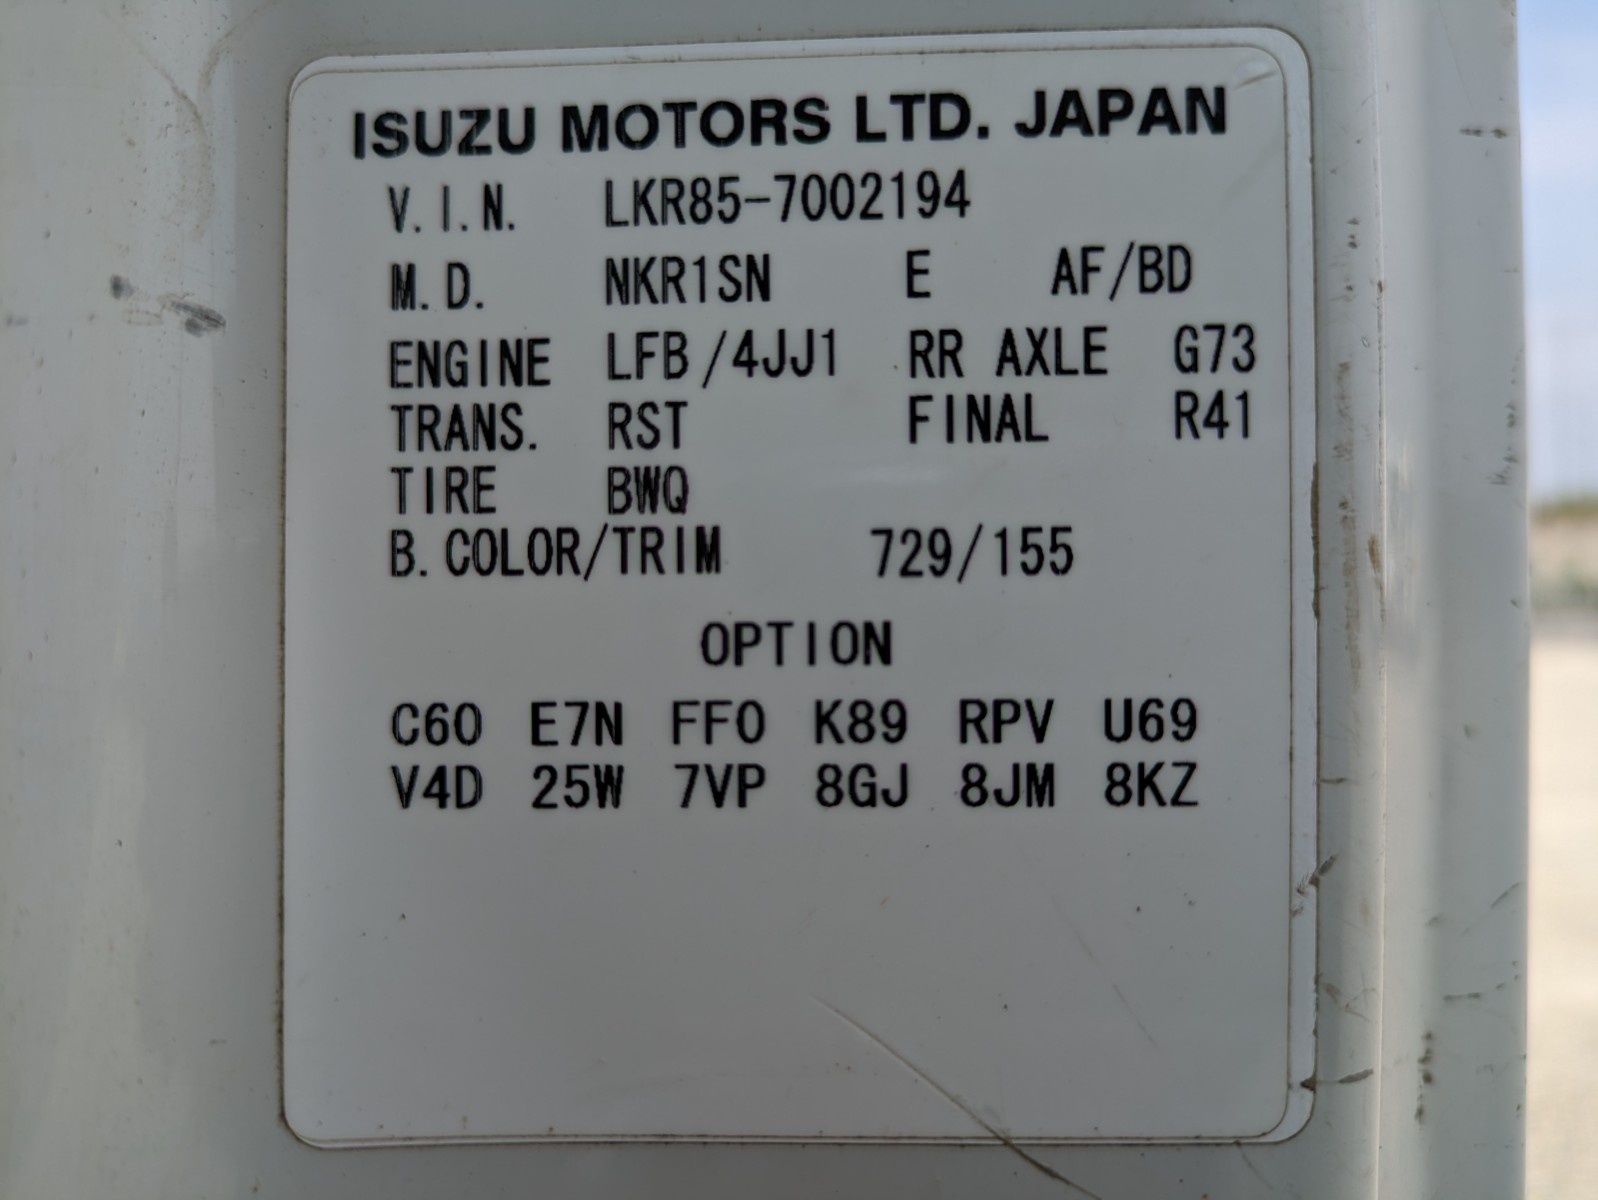 ISUZU MOTORS LTD. JAPAN
V.I.N. LKR85-7002194
M.D. NKR1SN E AF/BD
ENGINE LFB/4JJ1 RR AXLE G73
TRANS. RST FINAL R41
TIRE BWQ
B.COLOR/TRIM 729/155
OPTION
C60 E7N FF0 K89 RPV U69
V4D 25W 7VP 8GJ 8JM 8KZ